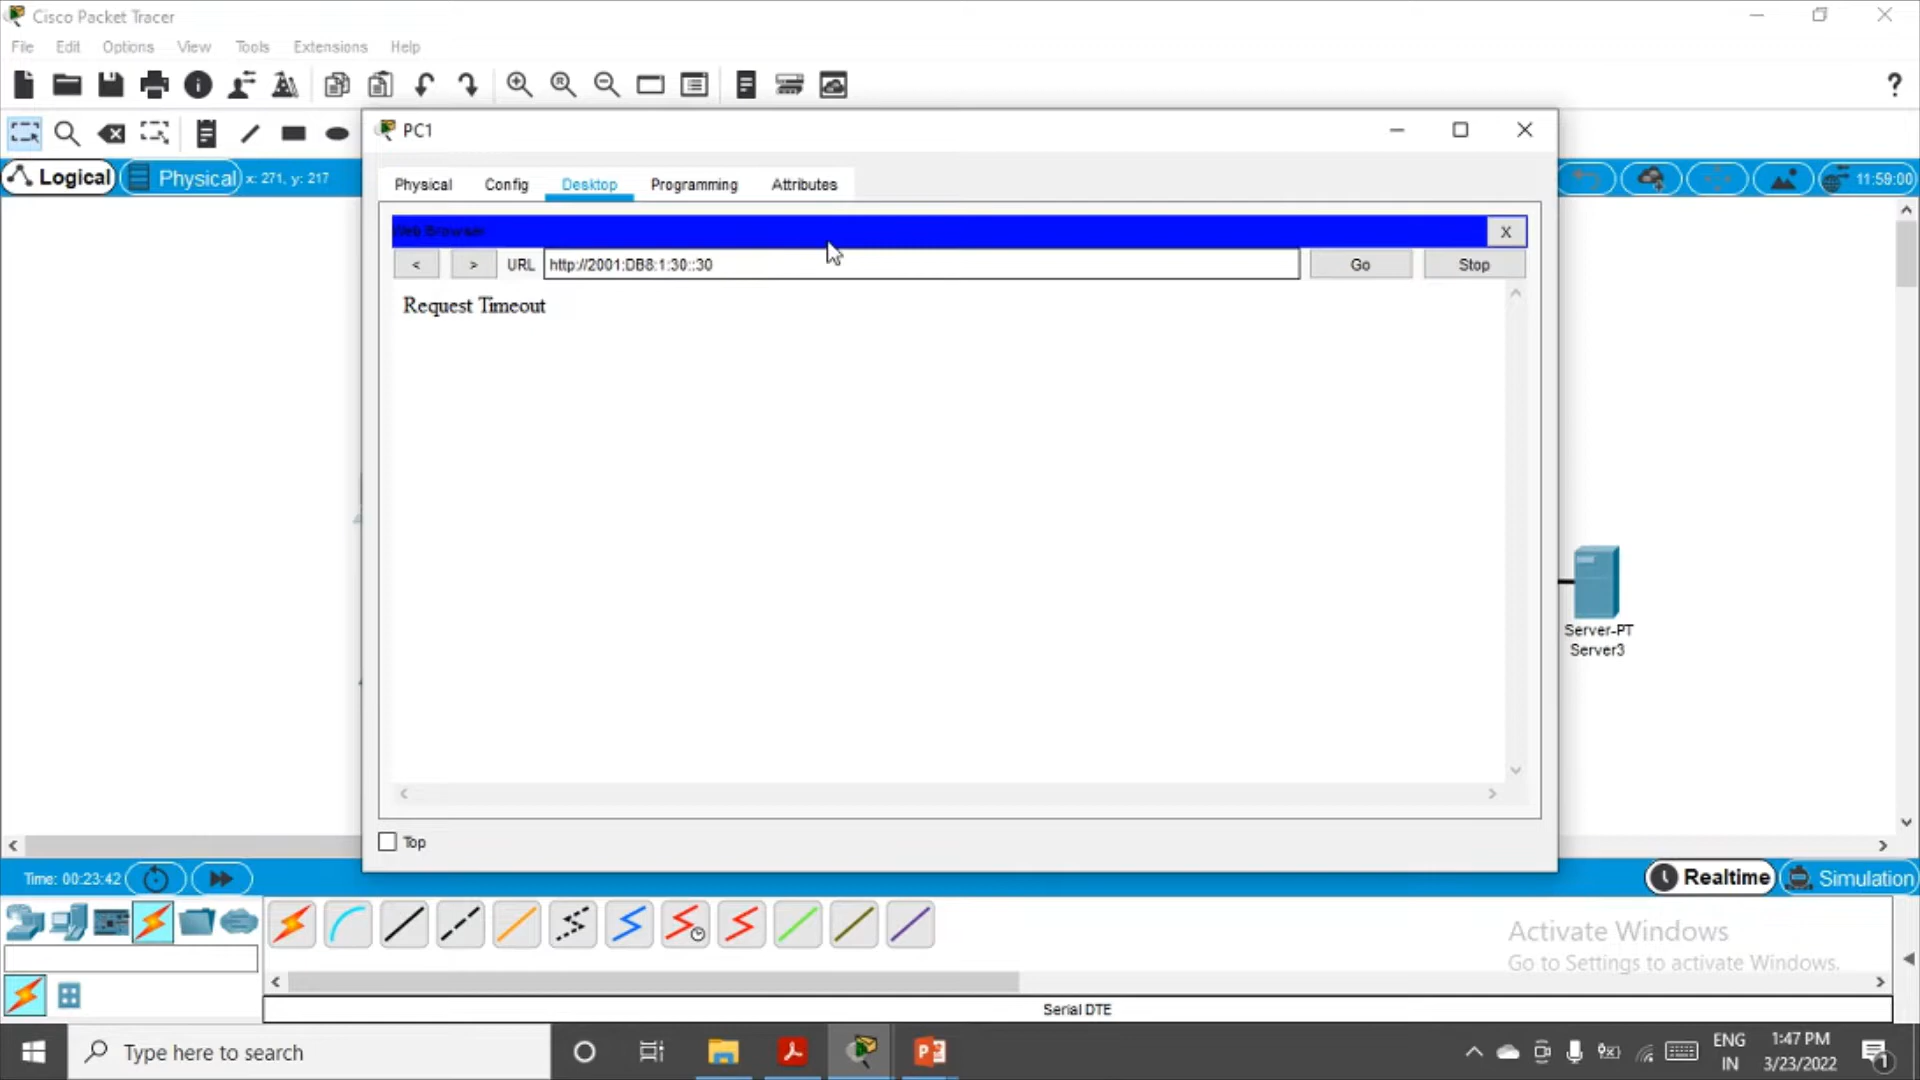 Cisco Packet Tracer
File Edit Options View Tools Extensions Help
?
PC1
Logical Physical x: 271, y: 217
11:59:00
Physical Config Desktop Programming Attributes
Web Browser
X
< > URL http://2001:DB8:1:30::30 Go Stop
Request Timeout
Server-PT
Server3
Top
Time: 00:23:42
Realtime Simulation
Activate Windows
Go to Settings to activate Windows.
Serial DTE
Type here to search
ENG
IN
1:47 PM
3/23/2022
1